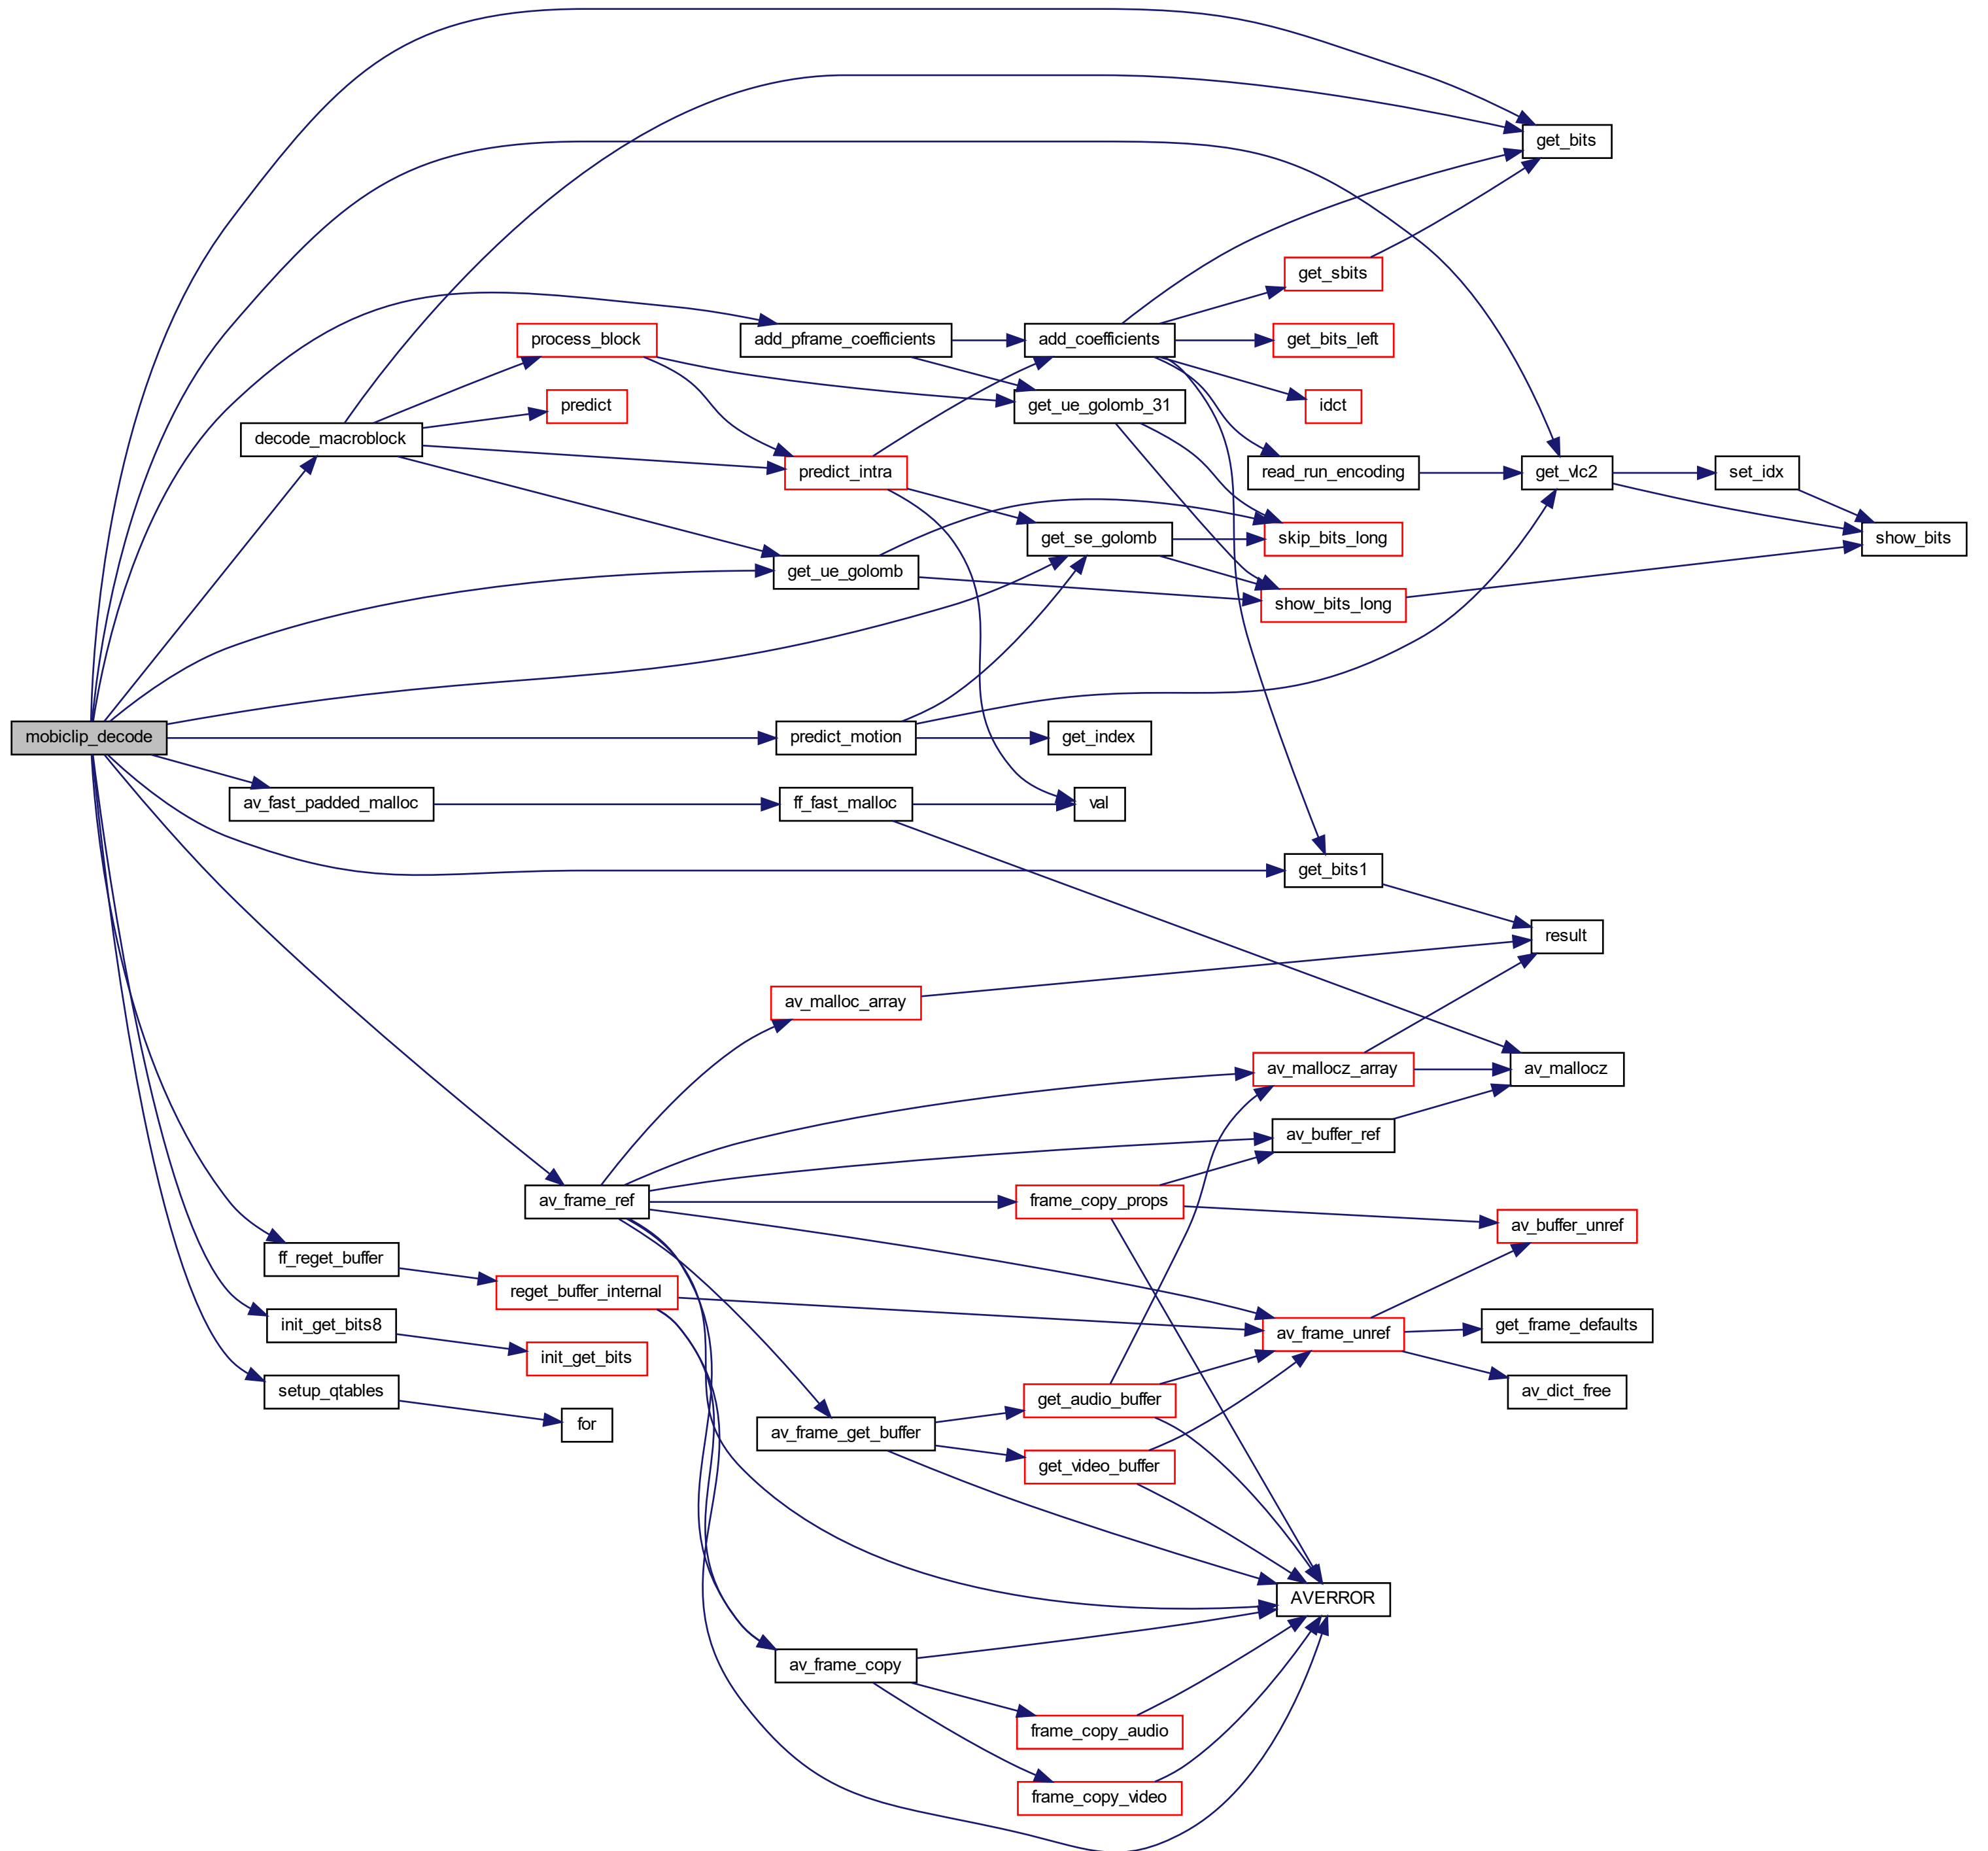 get_bits
get_sbits
process_block
add_pframe_coefficients
add_coefficients
get_bits_left
predict
get_ue_golomb_31
idct
decode_macroblock
predict_intra
read_run_encoding
get_vlc2
set_idx
get_se_golomb
skip_bits_long
show_bits
get_ue_golomb
show_bits_long
mobiclip_decode
predict_motion
get_index
av_fast_padded_malloc
ff_fast_malloc
val
get_bits1
result
av_malloc_array
av_mallocz_array
av_mallocz
av_buffer_ref
av_frame_ref
frame_copy_props
av_buffer_unref
ff_reget_buffer
reget_buffer_internal
init_get_bits8
av_frame_unref
get_frame_defaults
init_get_bits
setup_qtables
get_audio_buffer
av_dict_free
for
av_frame_get_buffer
get_video_buffer
AVERROR
av_frame_copy
frame_copy_audio
frame_copy_video